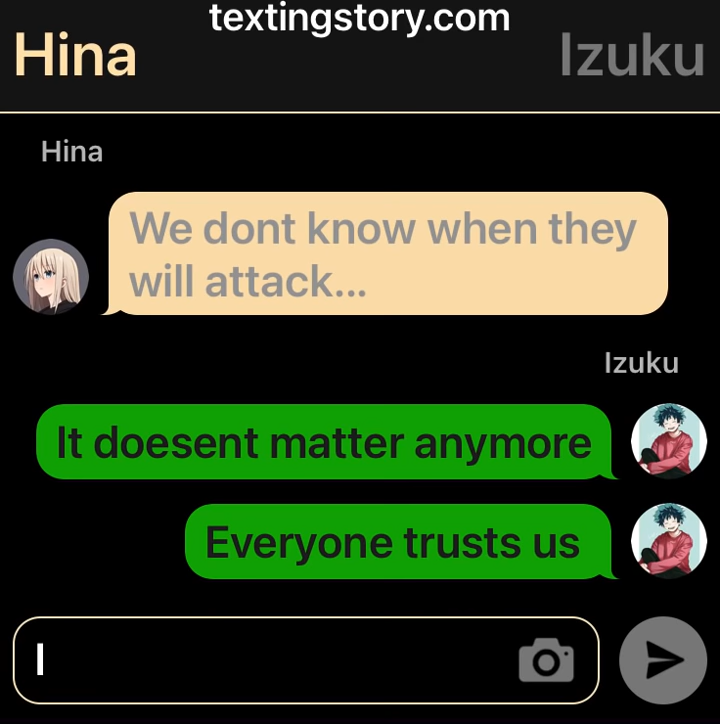 textingstory.com
Hina
Izuku
Hina
We dont know when they
will attack...
Izuku
It doesent matter anymore
Everyone trusts us